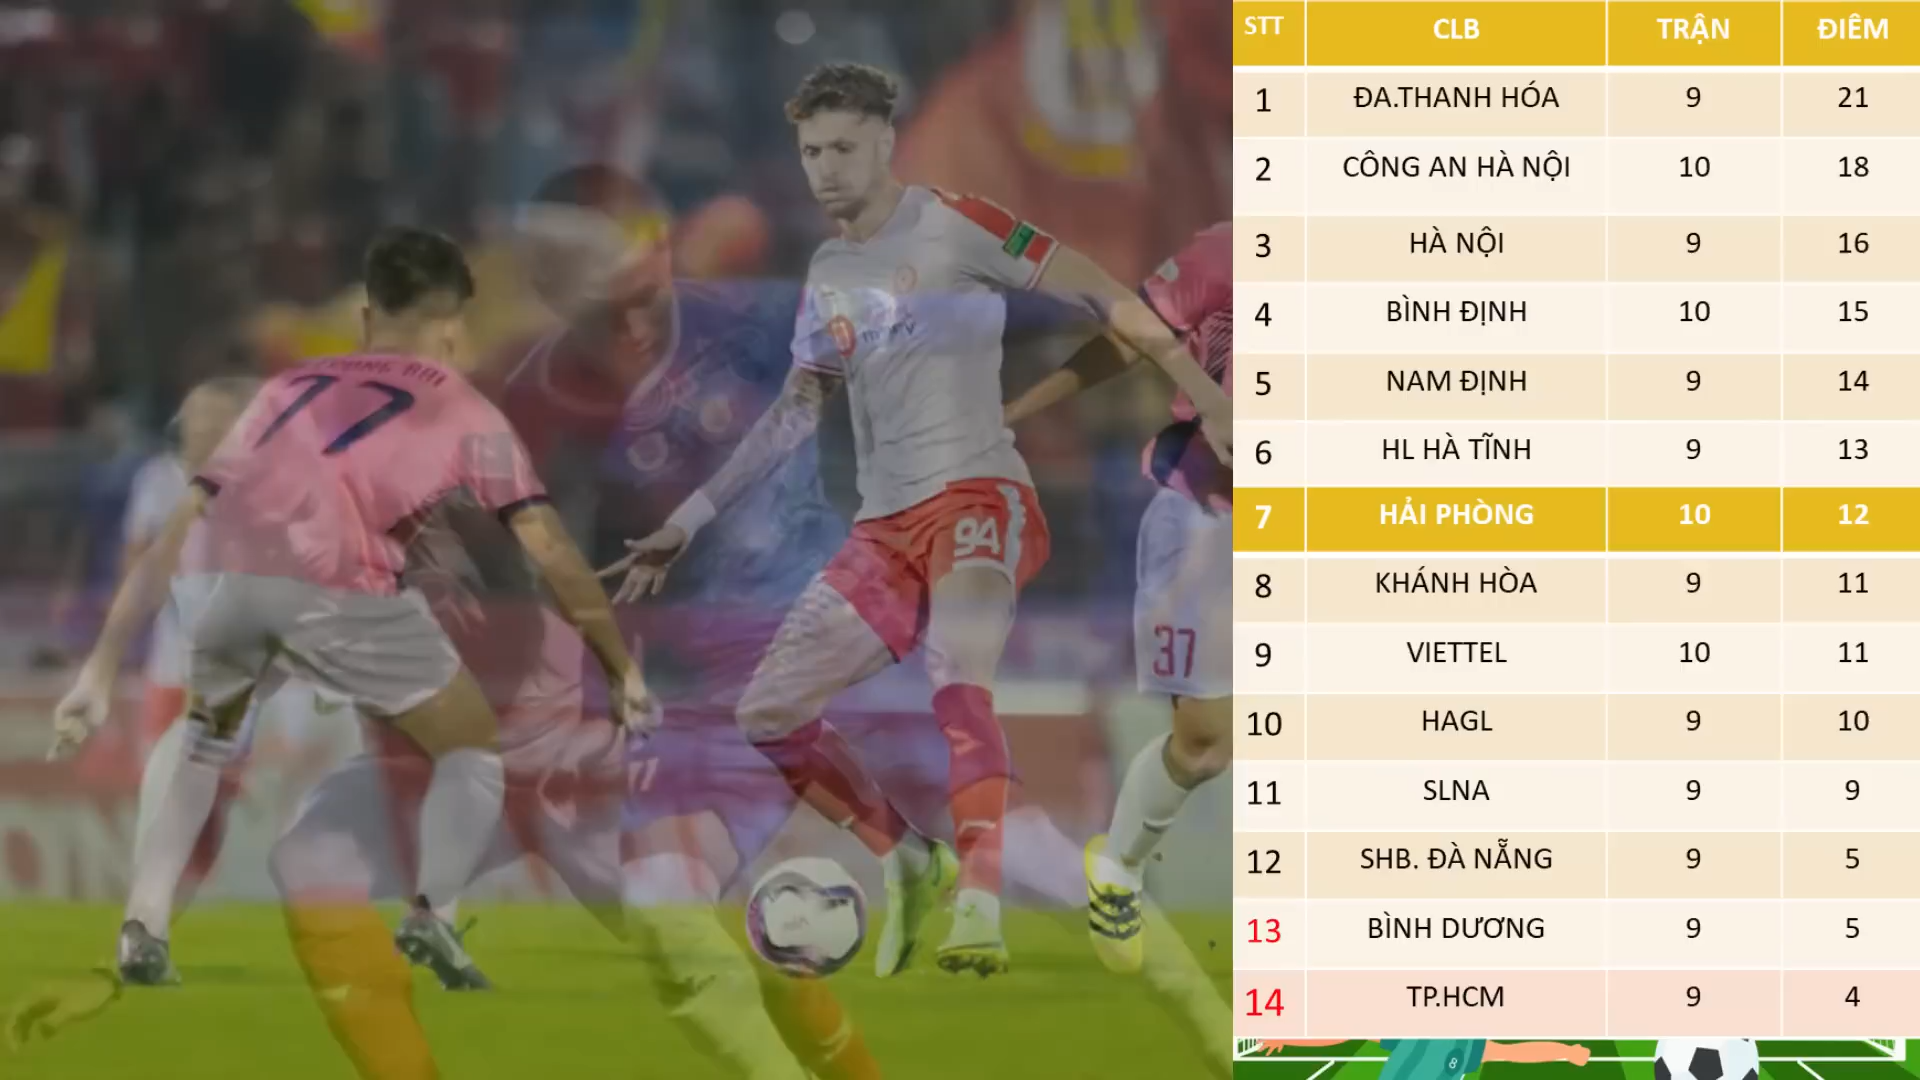 77
94
37
STT CLB TRẬN ĐIÊM
1 ĐA.THANH HÓA 9 21
2 CÔNG AN HÀ NỘI 10 18
3 HÀ NỘI 9 16
4 BÌNH ĐỊNH 10 15
5 NAM ĐỊNH 9 14
6 HL HÀ TĨNH 9 13
7 HẢI PHÒNG 10 12
8 KHÁNH HÒA 9 11
9 VIETTEL 10 11
10 HAGL 9 10
11 SLNA 9 9
12 SHB. ĐÀ NẴNG 9 5
13 BÌNH DƯƠNG 9 5
14 TP.HCM 9 4
8